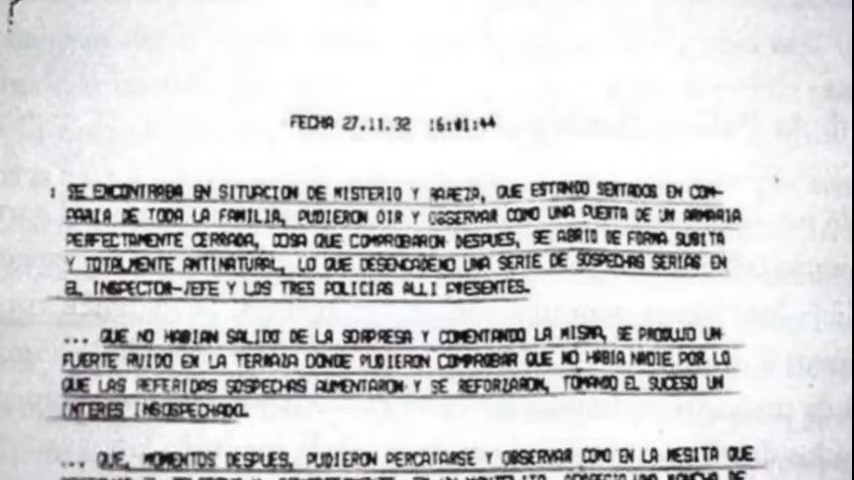 FECHA 27.11.92 16:01:44
: SE ENCONTRABA EN SITUACION DE MISTERIO Y RAREZA, QUE ESTANDO SENTADOS EN COM-
PAÑIA DE TODA LA FAMILIA, PUDIERON OIR Y OBSERVAR COMO UNA PUERTA DE UN ARMARIO
PERFECTAMENTE CERRADA, COSA QUE COMPROBARON DESPUES, SE ABRIO DE FORMA SUBITA
Y TOTALMENTE ANTINATURAL, LO QUE DESENCADENO UNA SERIE DE SOSPECHAS SERIAS EN
EL INSPECTOR-JEFE Y LOS TRES POLICIAS ALLI PRESENTES.
... QUE NO HABIAN SALIDO DE LA SORPRESA Y COMENTANDO LA MISMA, SE PRODUJO UN
FUERTE RUIDO EN LA TERRAZA DONDE PUDIERON COMPROBAR QUE NO HABIA NADIE POR LO
QUE LAS REFERIDAS SOSPECHAS AUMENTARON Y SE REFORZARON, TOMANDO EL SUCESO UN
INTERES INSOSPECHADO.
... QUE, MOMENTOS DESPUES, PUDIERON PERCATARSE Y OBSERVAR COMO EN LA MESITA QUE